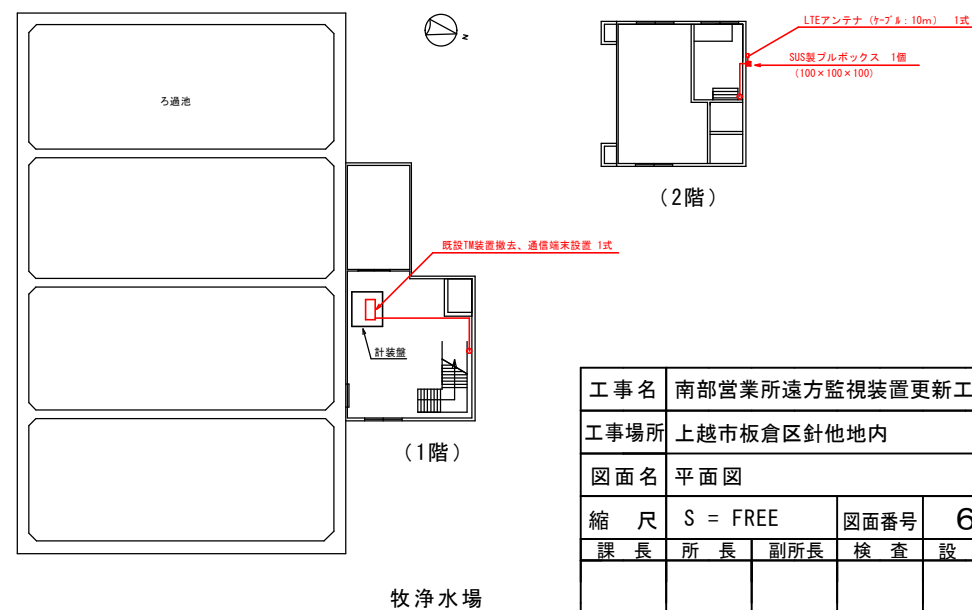 LTEアンテナ (ｹｰﾌﾞﾙ：10m) 1式
SUS製プルボックス 1個
(100×100×100)
N
ろ過池
(2階)
既設TM装置撤去、通信端末設置 1式
計装盤
(1階)
工事名 南部営業所遠方監視装置更新工
工事場所 上越市板倉区針他地内
図面名 平面図
縮尺 S = FREE 図面番号 6
課長 所長 副所長 検査 設
牧浄水場